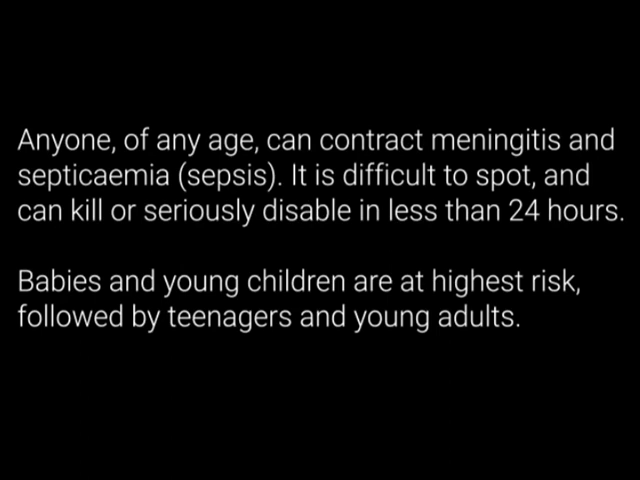 Anyone, of any age, can contract meningitis and
septicaemia (sepsis). It is difficult to spot, and
can kill or seriously disable in less than 24 hours.
Babies and young children are at highest risk,
followed by teenagers and young adults.